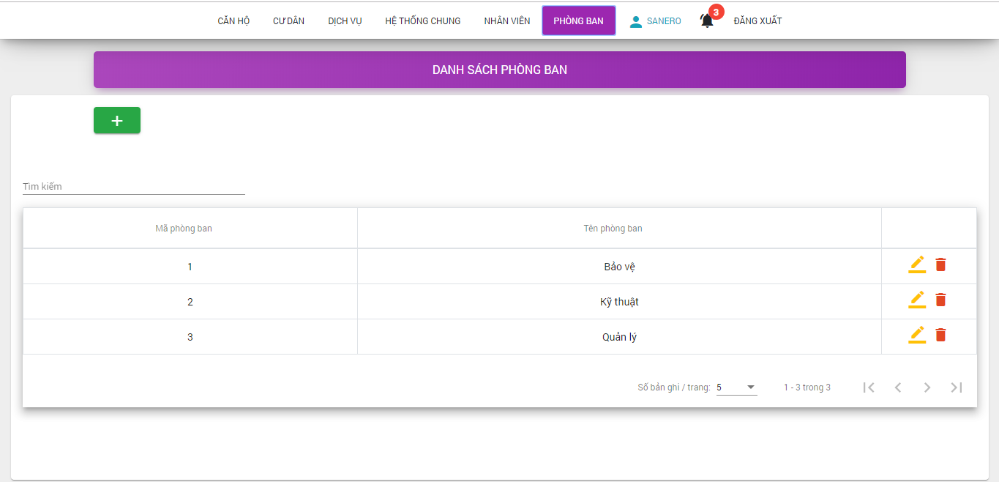 CĂN HỘ CƯ DÂN DỊCH VỤ HỆ THỐNG CHUNG NHÂN VIÊN PHÒNG BAN SANERO 3 ĐĂNG XUẤT
DANH SÁCH PHÒNG BAN
+
Tìm kiếm
Mã phòng ban Tên phòng ban
1 Bảo vệ
2 Kỹ thuật
3 Quản lý
Số bản ghi / trang: 5 1 - 3 trong 3